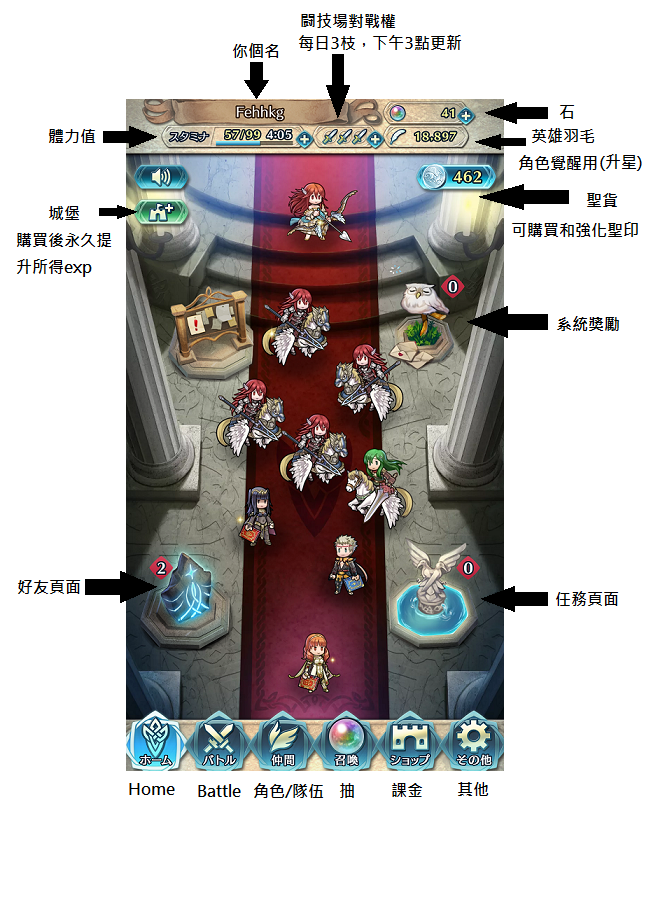 闘技場對戰權
每日3枝，下午3點更新
你個名
Fehhkg
41
石
體力值
スタミナ 57/99 4:05
18.897
英雄羽毛
角色覺醒用(升星)
462
聖貨
可購買和強化聖印
城堡
購買後永久提
升所得exp
0
系統獎勵
好友頁面
2
0
任務頁面
ホーム
バトル
仲間
召喚
ショップ
その他
Home
Battle
角色/隊伍
抽
課金
其他